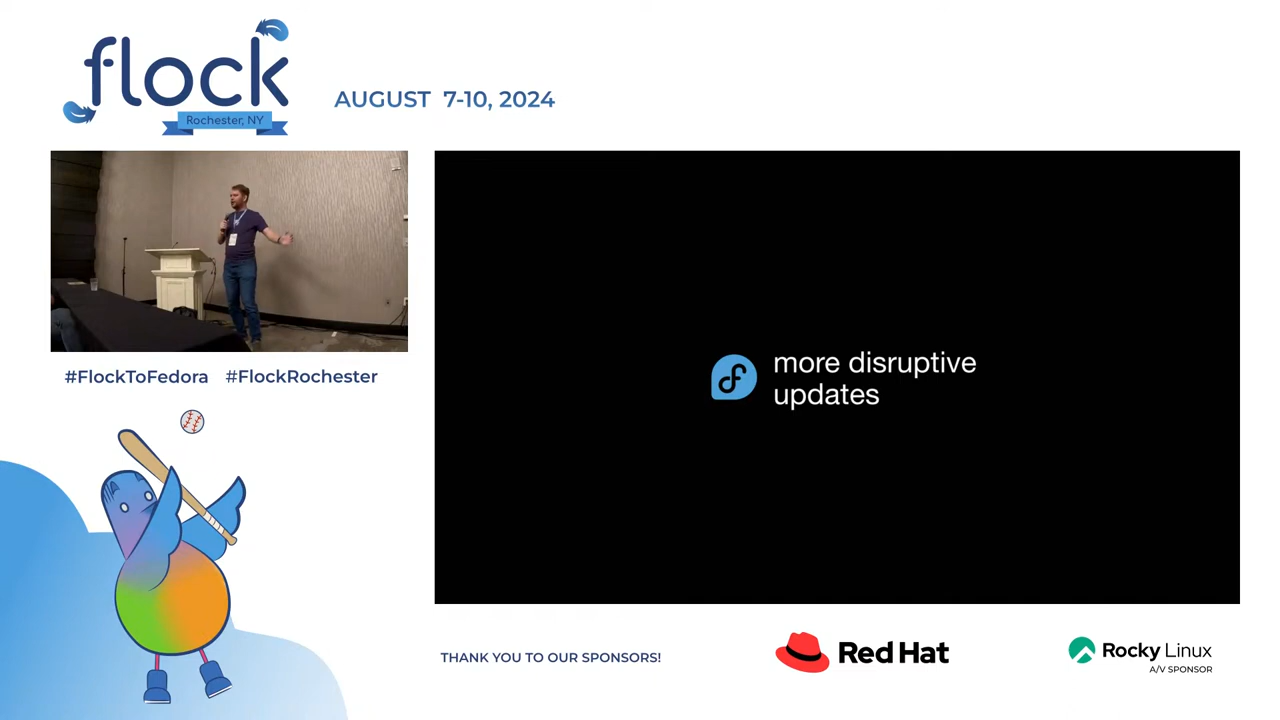 flock
Rochester, NY
AUGUST 7-10, 2024
#FlockToFedora #FlockRochester
more disruptive
updates
THANK YOU TO OUR SPONSORS!
Red Hat
Rocky Linux
A/V SPONSOR